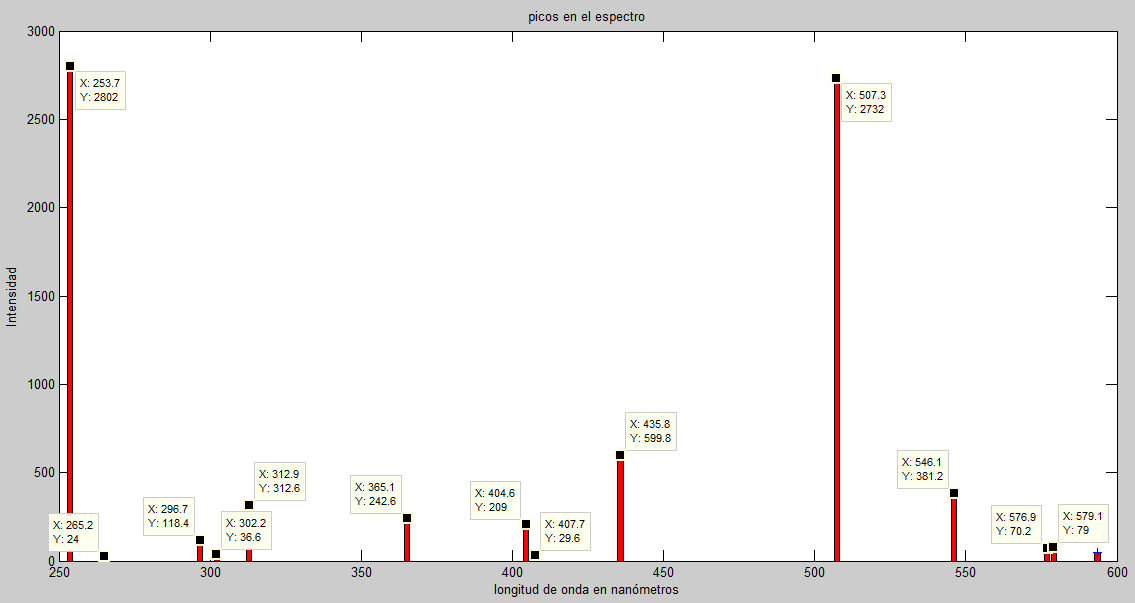 picos en el espectro
Intensidad
3000
2500
2000
1500
1000
500
0
X: 253.7
Y: 2802
X: 265.2
Y: 24
X: 296.7
Y: 118.4
X: 302.2
Y: 36.6
X: 312.9
Y: 312.6
X: 365.1
Y: 242.6
X: 404.6
Y: 209
X: 407.7
Y: 29.6
X: 435.8
Y: 599.8
X: 507.3
Y: 2732
X: 546.1
Y: 381.2
X: 576.9
Y: 70.2
X: 579.1
Y: 79
250 300 350 400 450 500 550 600
longitud de onda en nanómetros